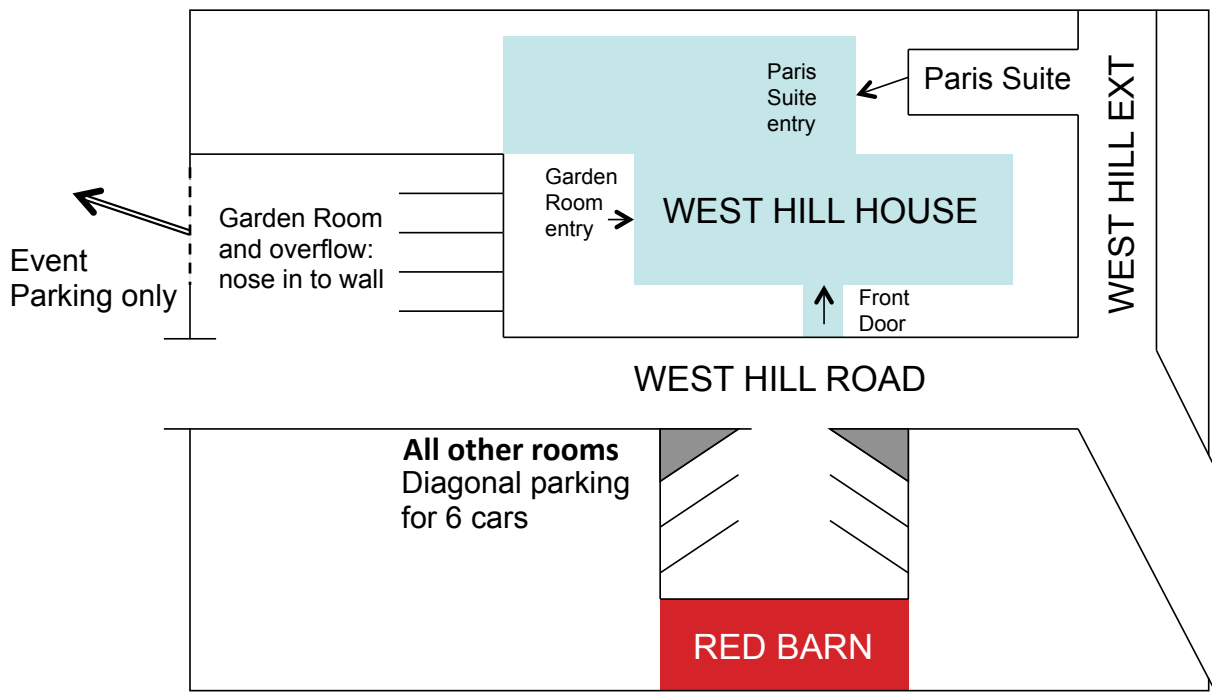 Paris
Suite
entry
Paris Suite
WEST HILL EXT
Garden
Room
entry
WEST HILL HOUSE
Garden Room
and overflow:
nose in to wall
Event
Parking only
Front
Door
WEST HILL ROAD
All other rooms
Diagonal parking
for 6 cars
RED BARN